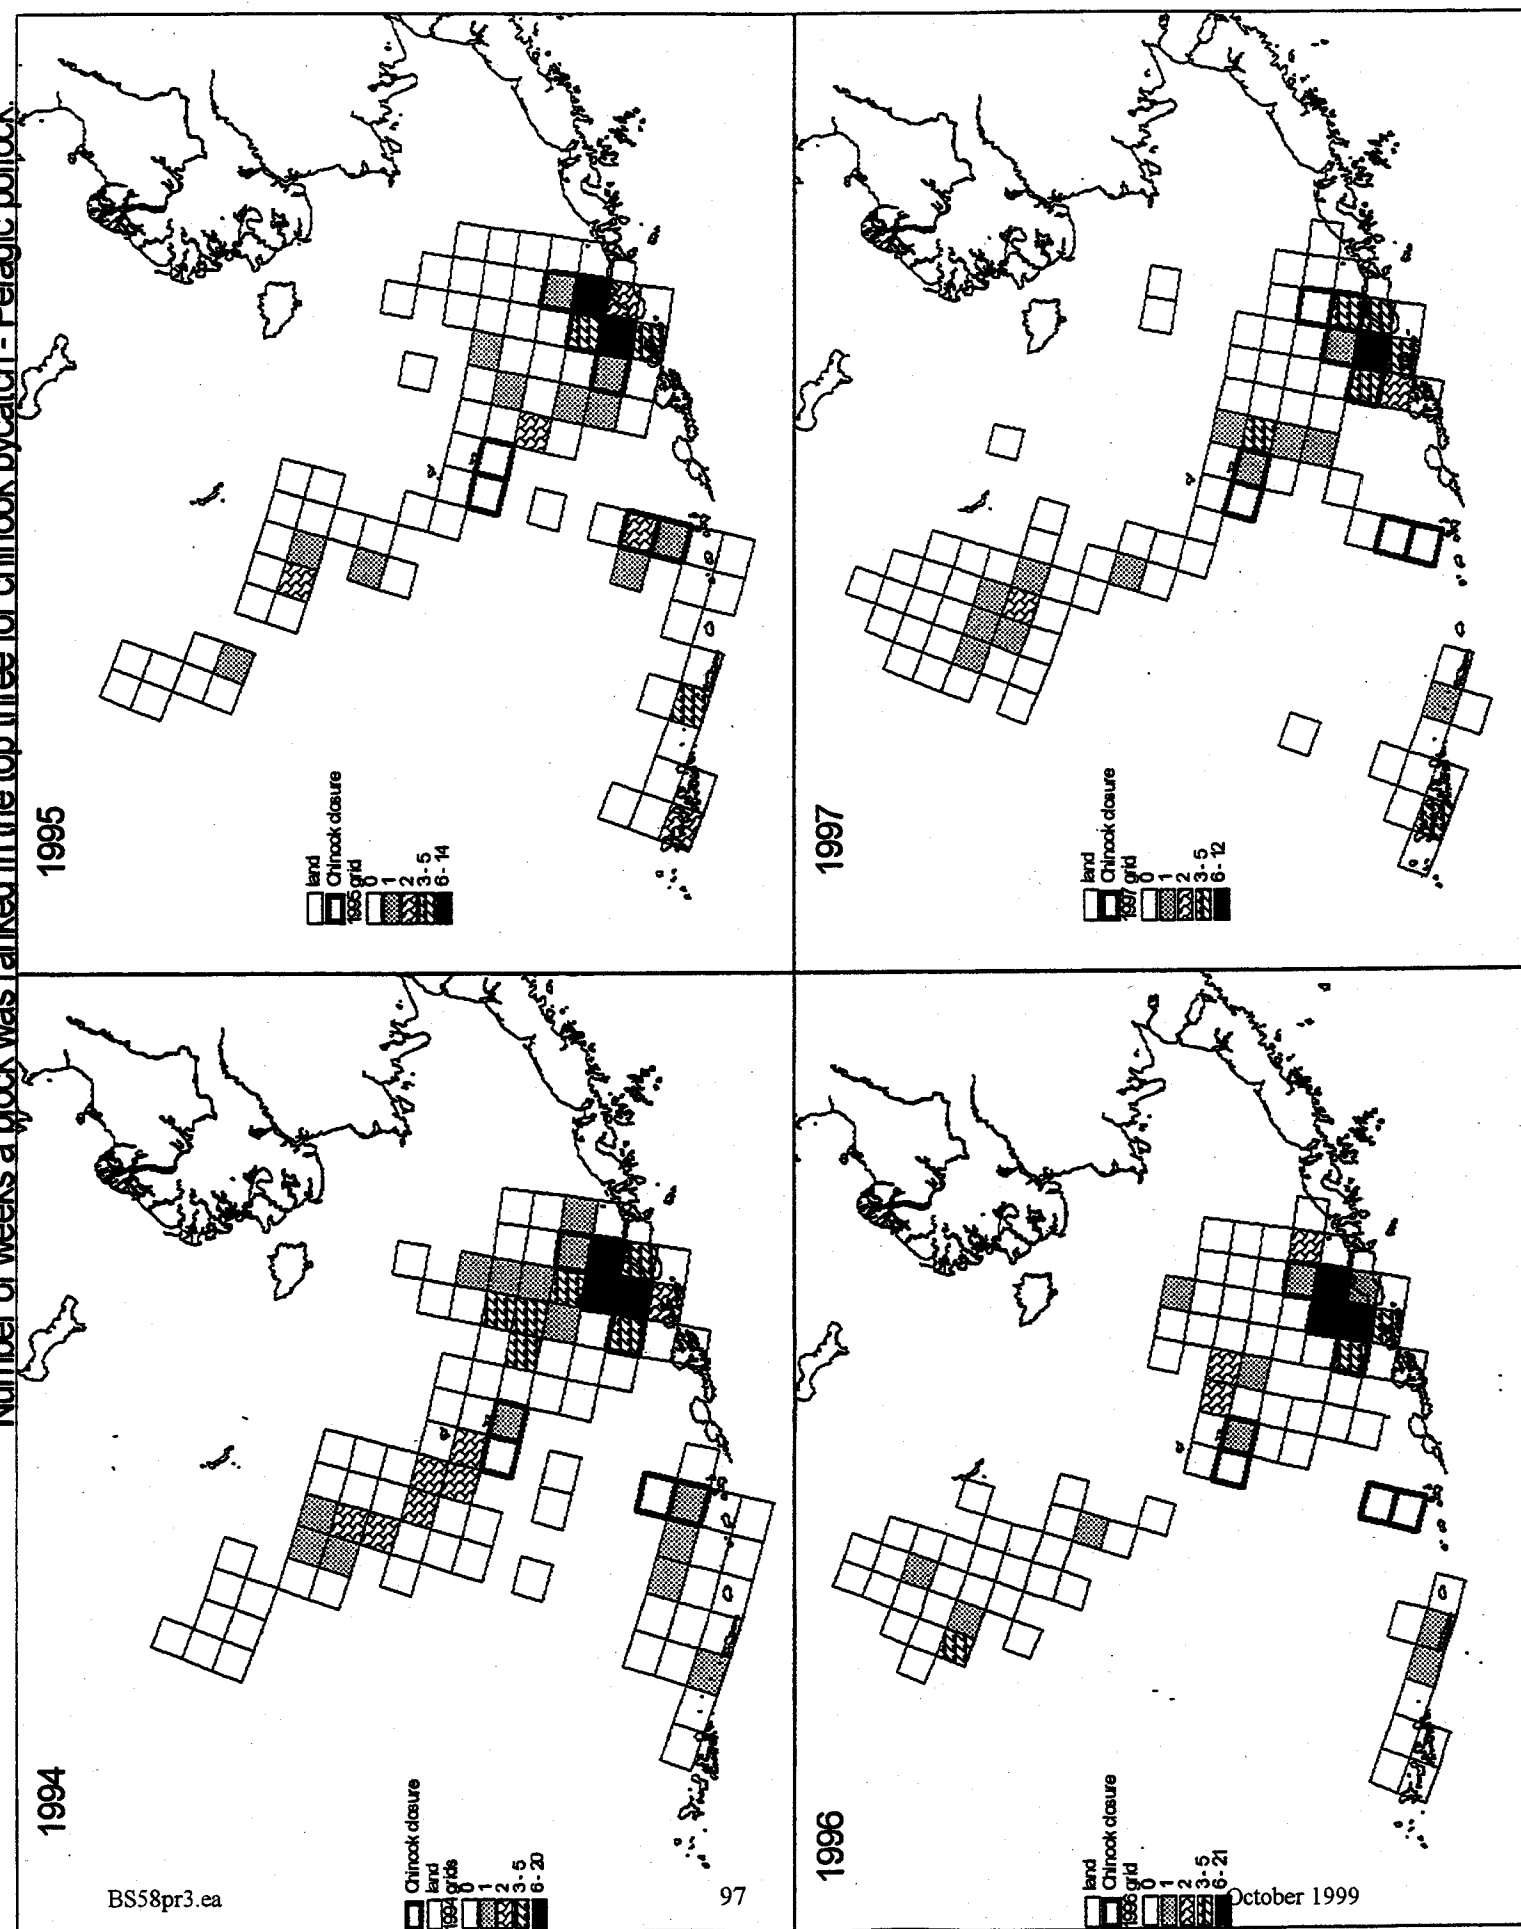 Number of weeks a block was ranked in the top three for chinook bycatch - Pelagic pollock.
1994
Chinook closure
land
1994 grids
0
1
2
3 - 5
6 - 20
1995
land
Chinook closure
1995 grid
0
1
2
3 - 5
6 - 14
1996
land
Chinook closure
1996 grid
0
1
2
3 - 5
6 - 21
1997
land
Chinook closure
1997 grid
0
1
2
3 - 5
6 - 12
BS58pr3.ea
97
October 1999